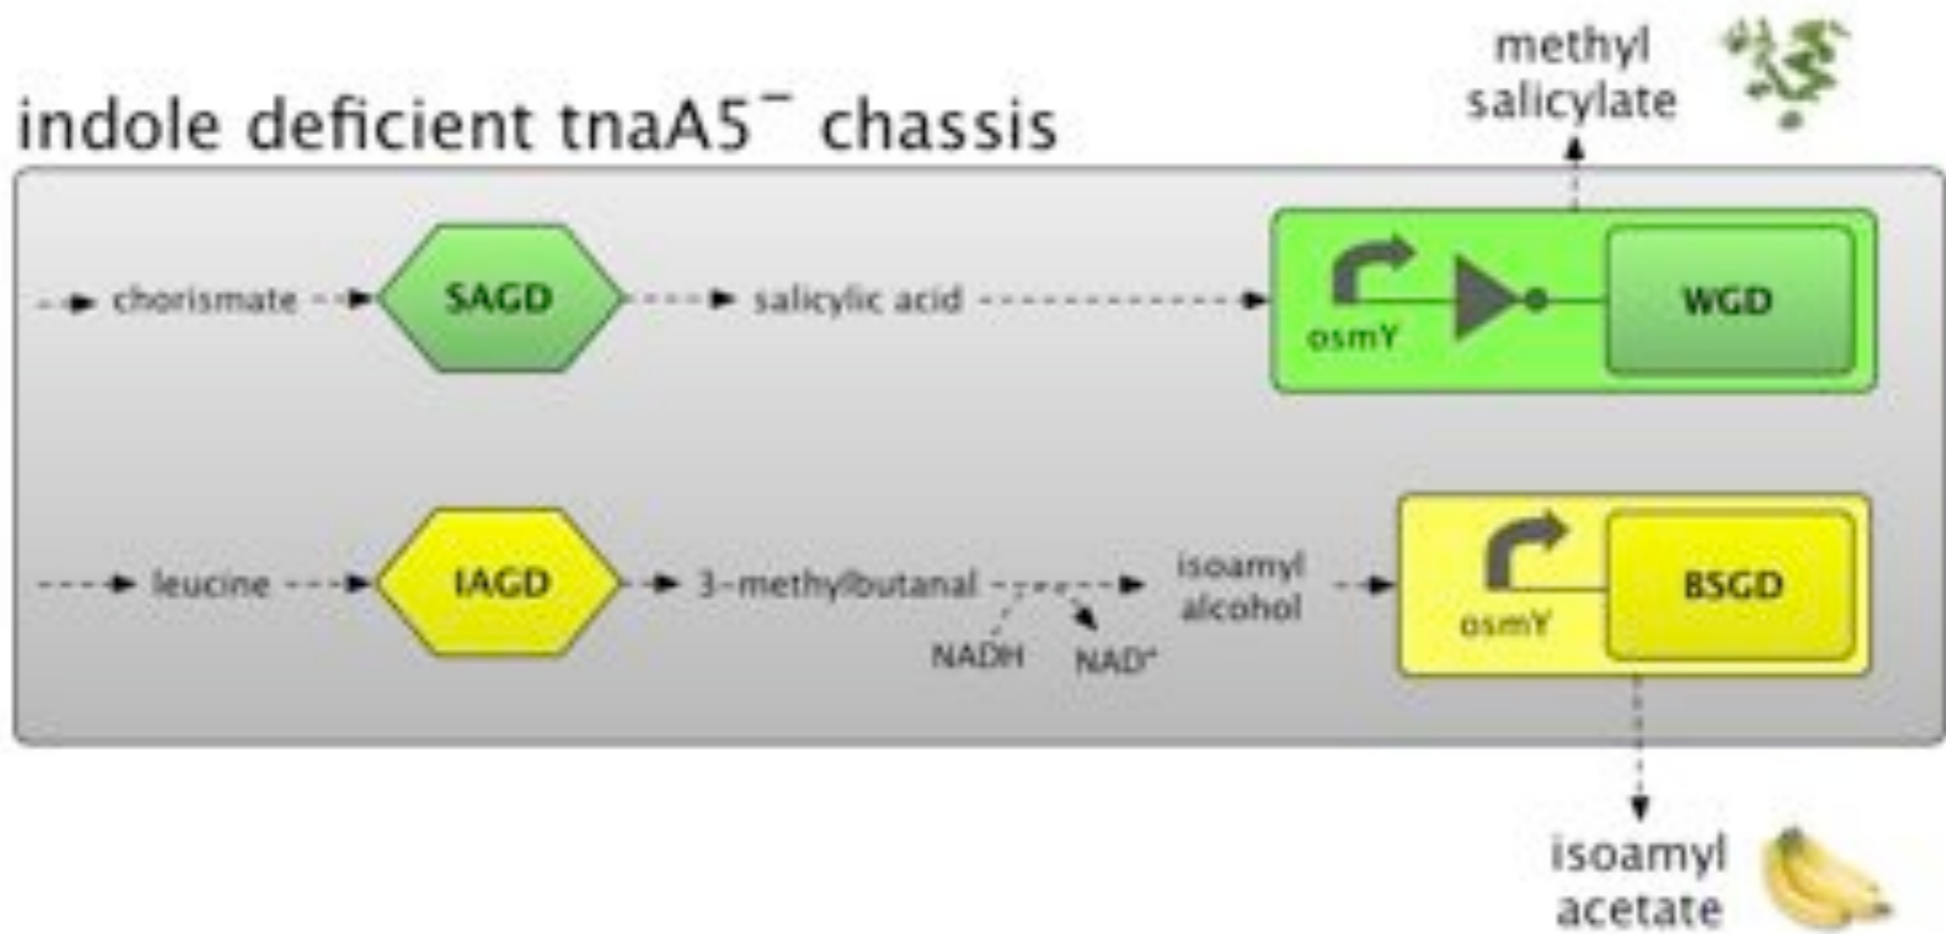 methyl
salicylate
indole deficient tnaA5⁻ chassis
chorismate
SAGD
salicylic acid
osmY
WGD
leucine
IAGD
3-methylbutanal
NADH
NAD⁺
isoamyl
alcohol
osmY
BSGD
isoamyl
acetate